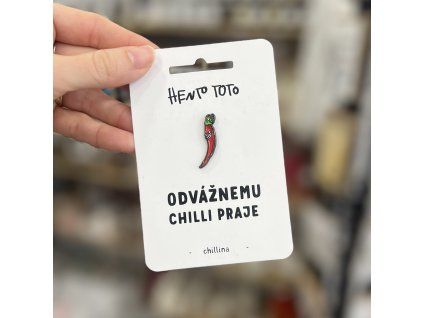 HENTO TOTO
ODVÁŽNEMU
CHILLI PRAJE
- chillina -